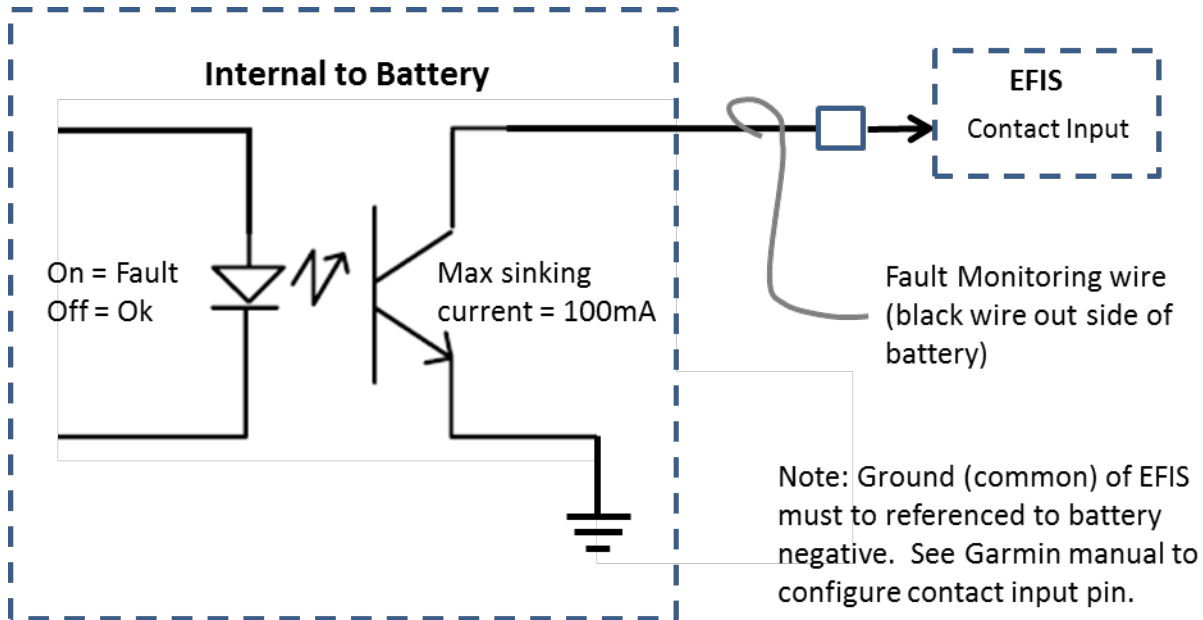 Internal to Battery
EFIS
Contact Input
On = Fault
Off = Ok
Max sinking
current = 100mA
Fault Monitoring wire
(black wire out side of
battery)
Note: Ground (common) of EFIS
must to referenced to battery
negative.  See Garmin manual to
configure contact input pin.